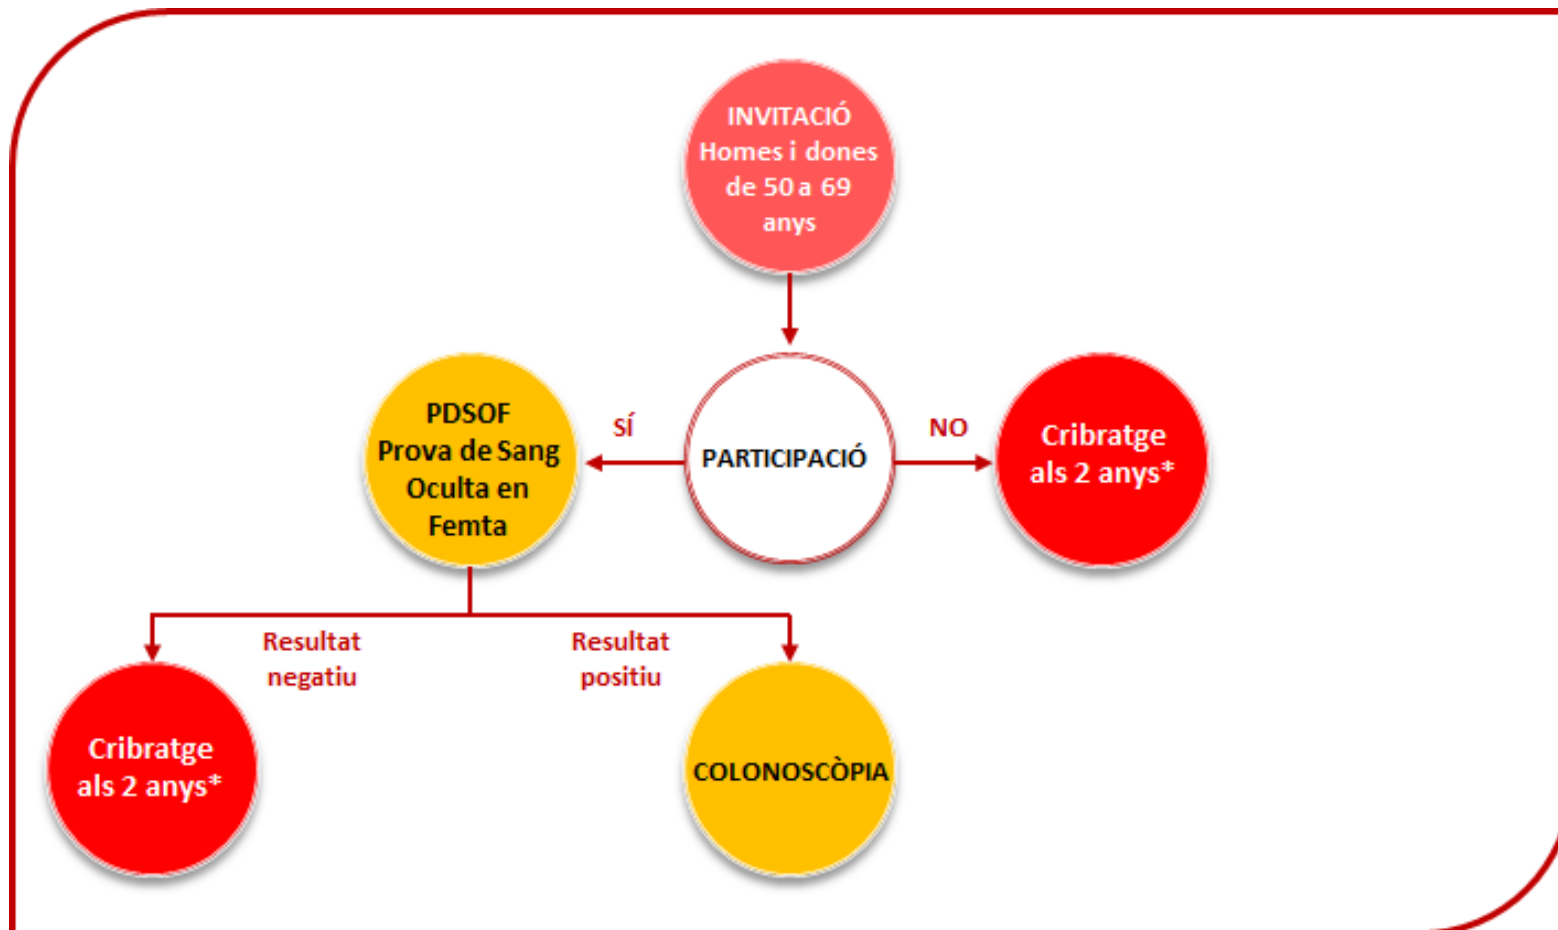 INVITACIÓ
Homes i dones
de 50 a 69
anys
PDSOF
Prova de Sang
Oculta en
Femta
SÍ
PARTICIPACIÓ
NO
Cribratge
als 2 anys*
Resultat
negatiu
Resultat
positiu
Cribratge
als 2 anys*
COLONOSCÒPIA